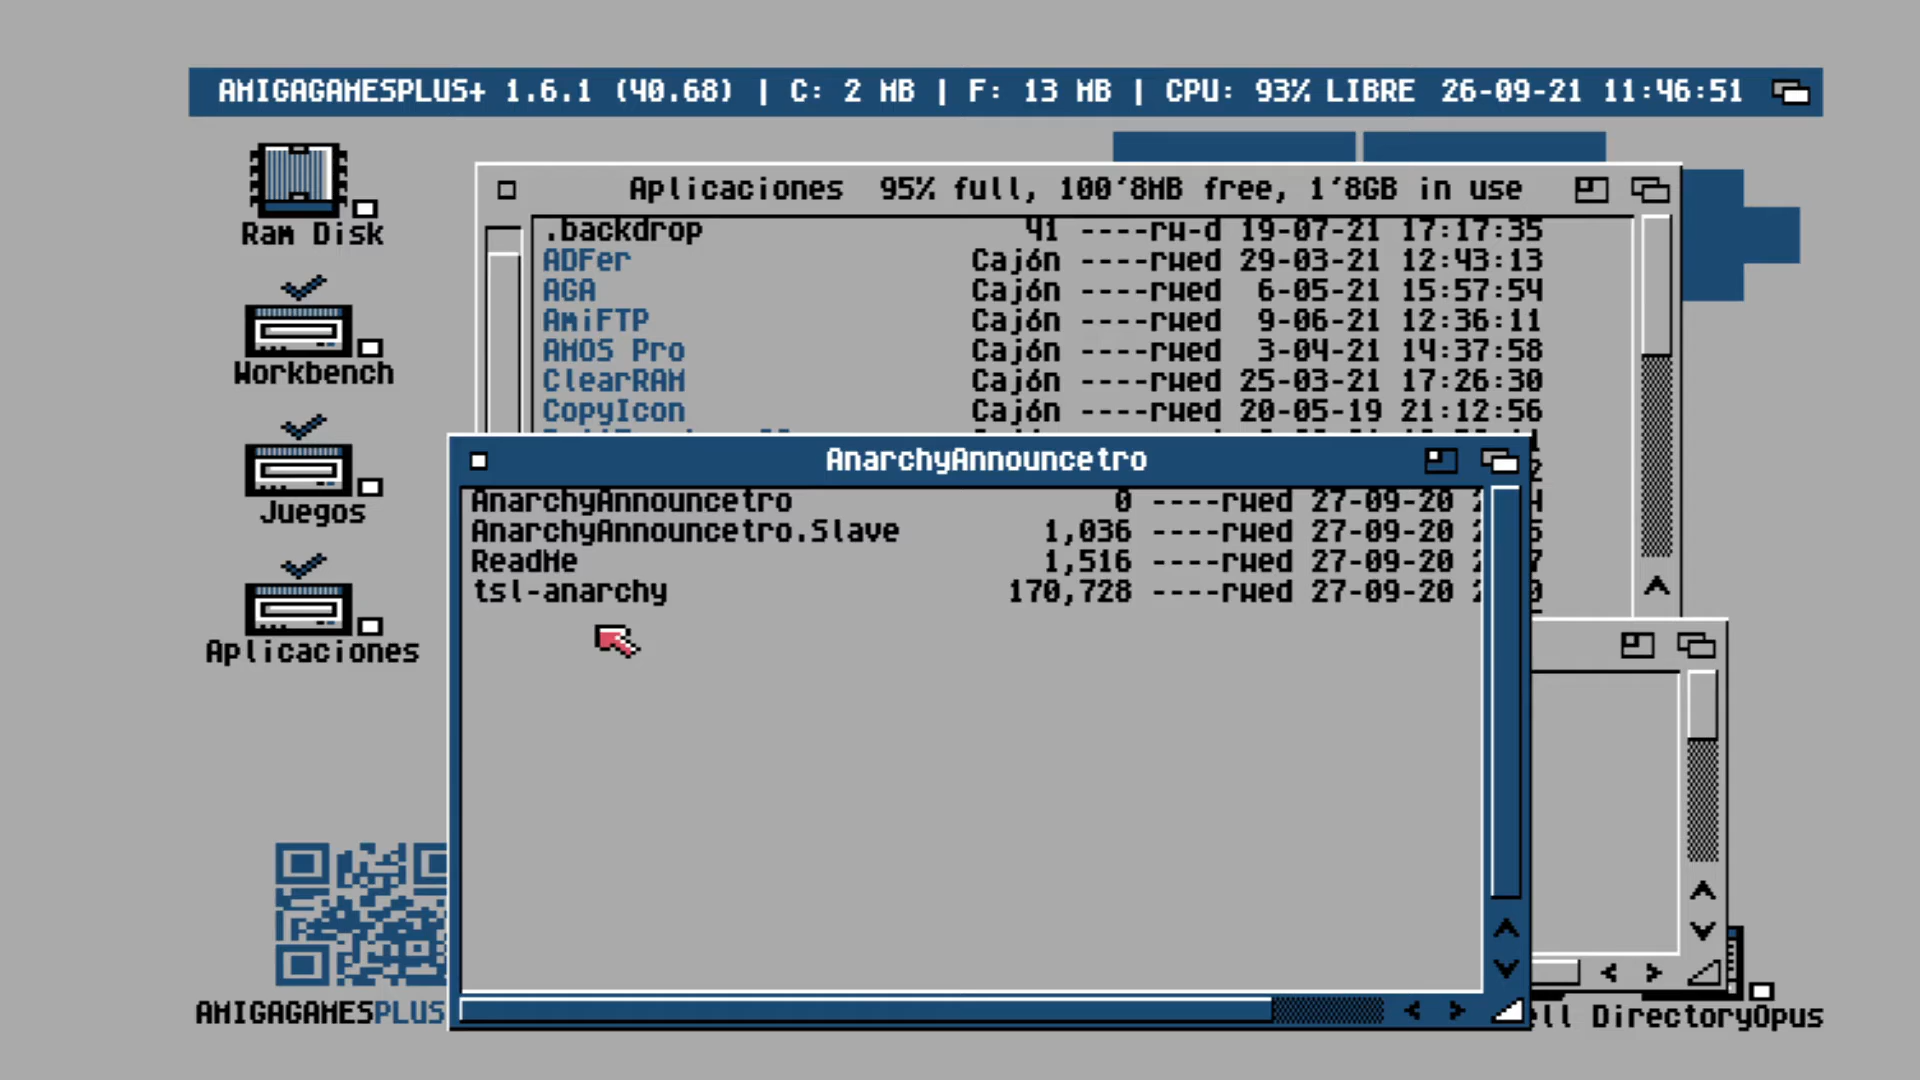 AMIGAGAMESPLUS+ 1.6.1 (40.68) | C: 2 MB | F: 13 MB | CPU: 93% LIBRE 26-09-21 11:46:51
Ram Disk
Workbench
Juegos
Aplicaciones
Aplicaciones 95% full, 100'8MB free, 1'8GB in use
.backdrop 41 ----rw-d 19-07-21 17:17:35
ADFer Cajón ----rwed 29-03-21 12:43:13
AGA Cajón ----rwed 6-05-21 15:57:54
AmiFTP Cajón ----rwed 9-06-21 12:36:11
AMOS Pro Cajón ----rwed 3-04-21 14:37:58
ClearRAM Cajón ----rwed 25-03-21 17:26:30
CopyIcon Cajón ----rwed 20-05-19 21:12:56
AnarchyAnnouncetro
AnarchyAnnouncetro 0 ----rwed 27-09-20
AnarchyAnnouncetro.Slave 1,036 ----rwed 27-09-20
ReadMe 1,516 ----rwed 27-09-20
tsl-anarchy 170,728 ----rwed 27-09-20
AMIGAGAMESPLUS
DirectoryOpus